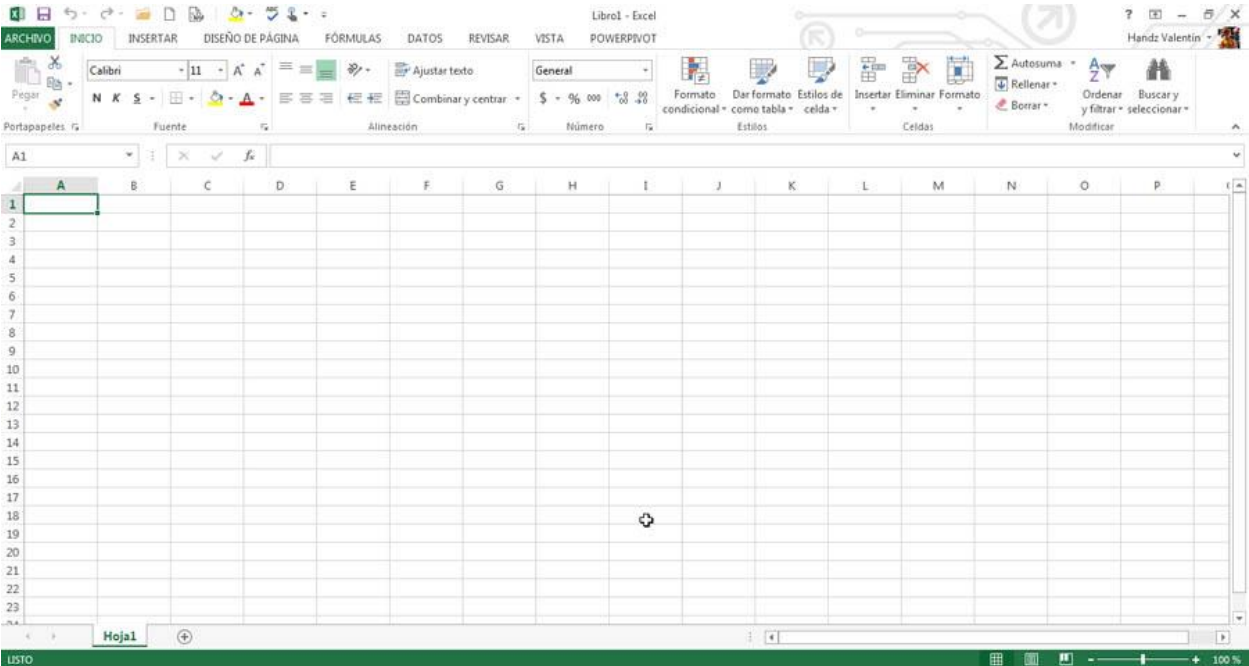 Libro1 - Excel
?
ARCHIVO INICIO INSERTAR DISEÑO DE PÁGINA FÓRMULAS DATOS REVISAR VISTA POWERPIVOT Handz Valentin
Pegar
Calibri 11 A A
N K S A
Ajustar texto
Combinar y centrar
General
$ % 000
Formato condicional
Dar formato como tabla
Estilos de celda
Insertar Eliminar Formato
Autosuma
Rellenar
Borrar
Ordenar y filtrar
Buscar y seleccionar
Portapapeles Fuente Alineación Número Estilos Celdas Modificar
A1 fx
A B C D E F G H I J K L M N O P
1
2
3
4
5
6
7
8
9
10
11
12
13
14
15
16
17
18
19
20
21
22
23
Hoja1
LISTO 100 %